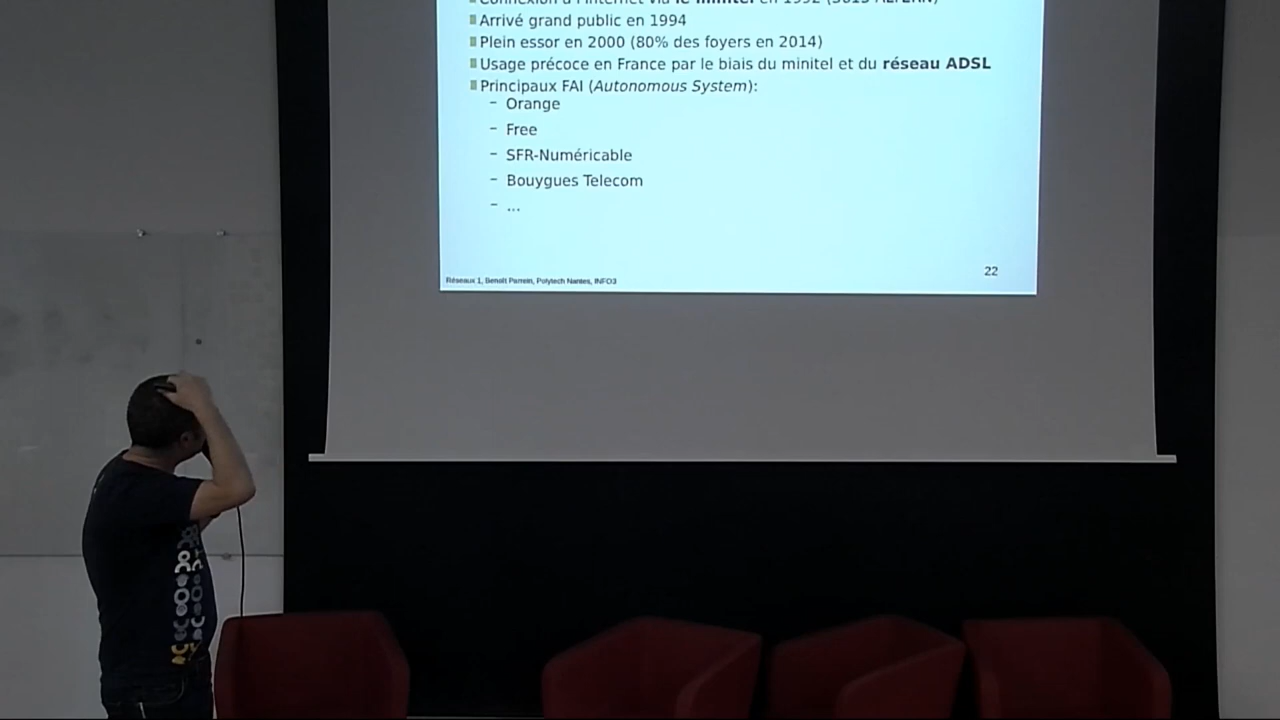 Connexion à l'Internet via le minitel en 1992 (3615 ALTERN)
Arrivé grand public en 1994
Plein essor en 2000 (80% des foyers en 2014)
Usage précoce en France par le biais du minitel et du réseau ADSL
Principaux FAI (Autonomous System):
– Orange
– Free
– SFR-Numéricable
– Bouygues Telecom
– ...
22
Réseaux 1, Benoît Parrein, Polytech Nantes, INFO3